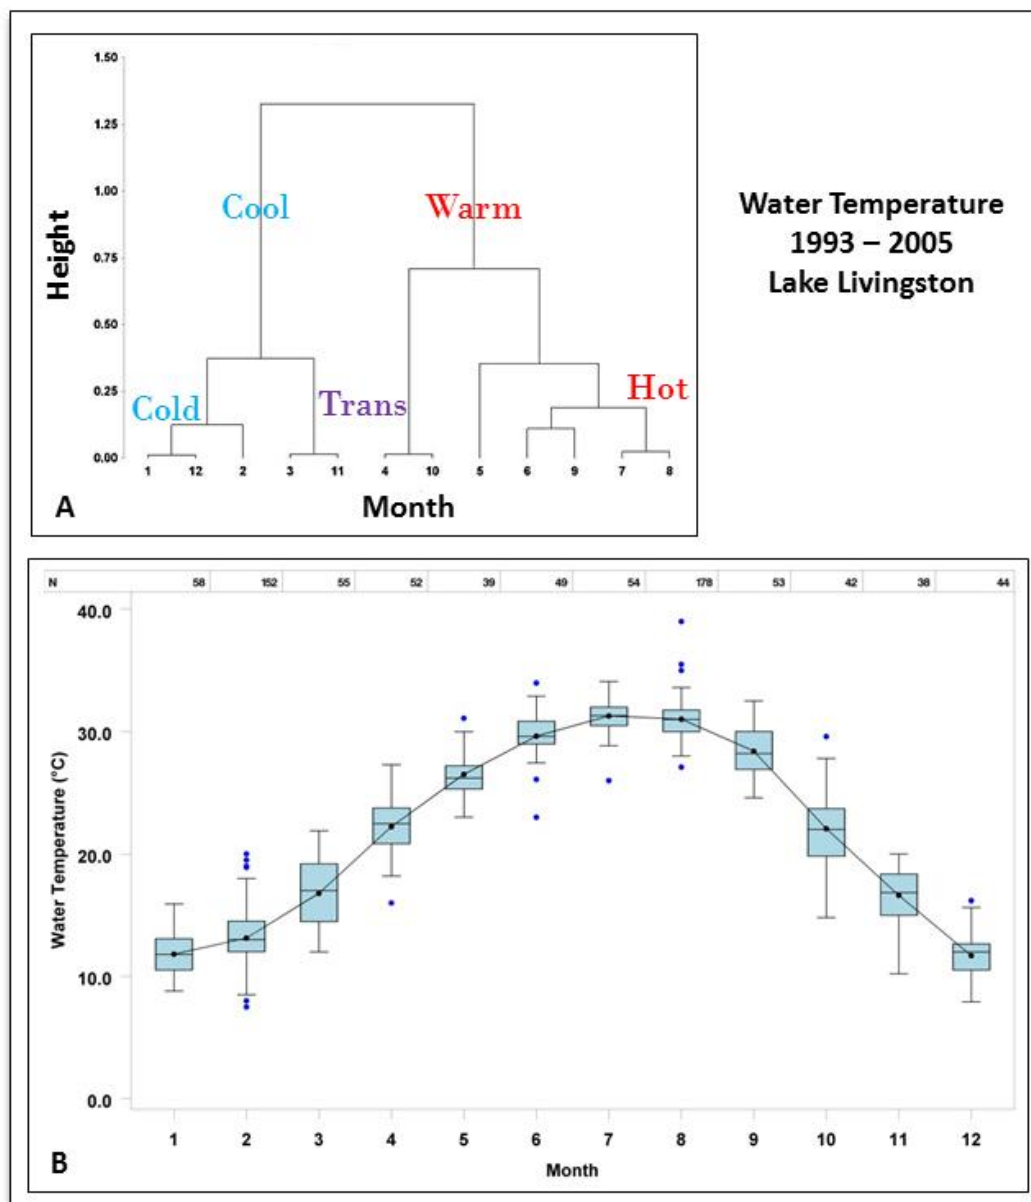 1.50
1.25
1.00
0.75
0.50
0.25
0.00
Height
Cool
Warm
Cold
Trans
Hot
1 12 2 3 11 4 10 5 6 9 7 8
A
Month
Water Temperature
1993 – 2005
Lake Livingston
N 58 152 55 52 39 49 54 178 53 42 38 44
40.0
30.0
20.0
10.0
0.0
Water Temperature (°C)
1 2 3 4 5 6 7 8 9 10 11 12
B
Month